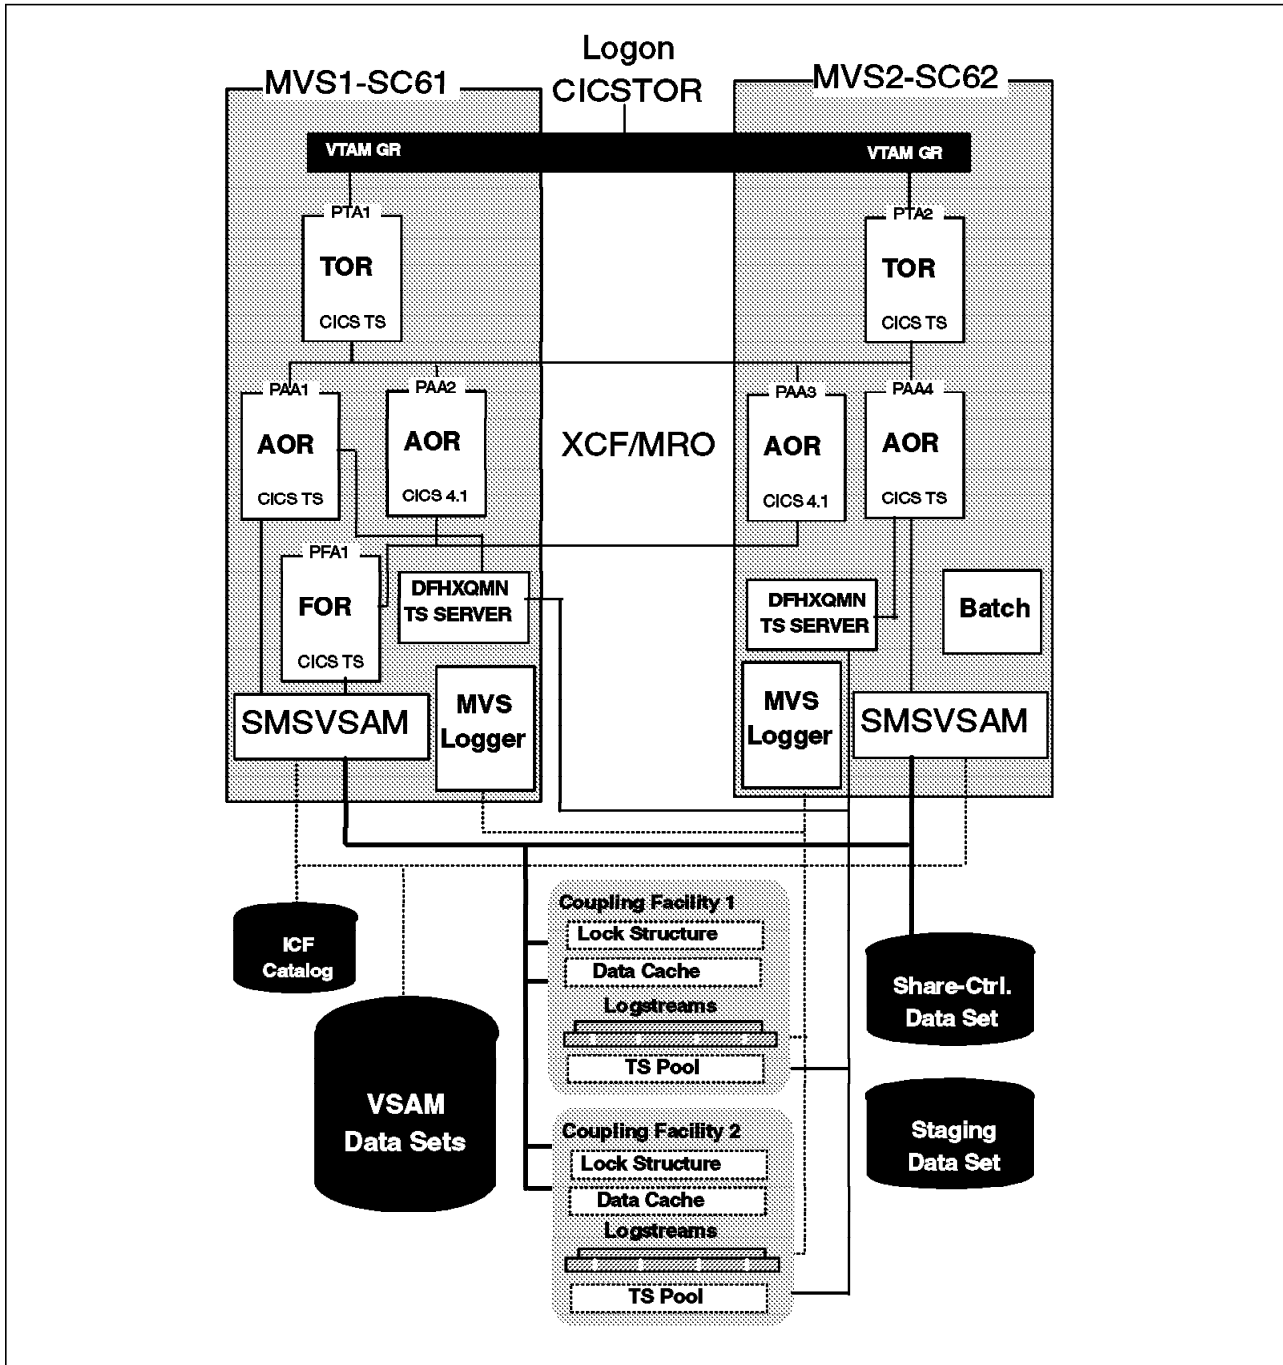 Logon
CICSTOR
MVS1-SC61
MVS2-SC62
VTAM GR
VTAM GR
PTA1
TOR
CICS TS
PTA2
TOR
CICS TS
PAA1
AOR
CICS TS
PAA2
AOR
CICS 4.1
XCF/MRO
PAA3
AOR
CICS 4.1
PAA4
AOR
CICS TS
PFA1
FOR
CICS TS
DFHXQMN
TS SERVER
DFHXQMN
TS SERVER
Batch
SMSVSAM
MVS
Logger
MVS
Logger
SMSVSAM
ICF
Catalog
VSAM
Data Sets
Coupling Facility 1
Lock Structure
Data Cache
Logstreams
TS Pool
Coupling Facility 2
Lock Structure
Data Cache
Logstreams
TS Pool
Share-Ctrl.
Data Set
Staging
Data Set